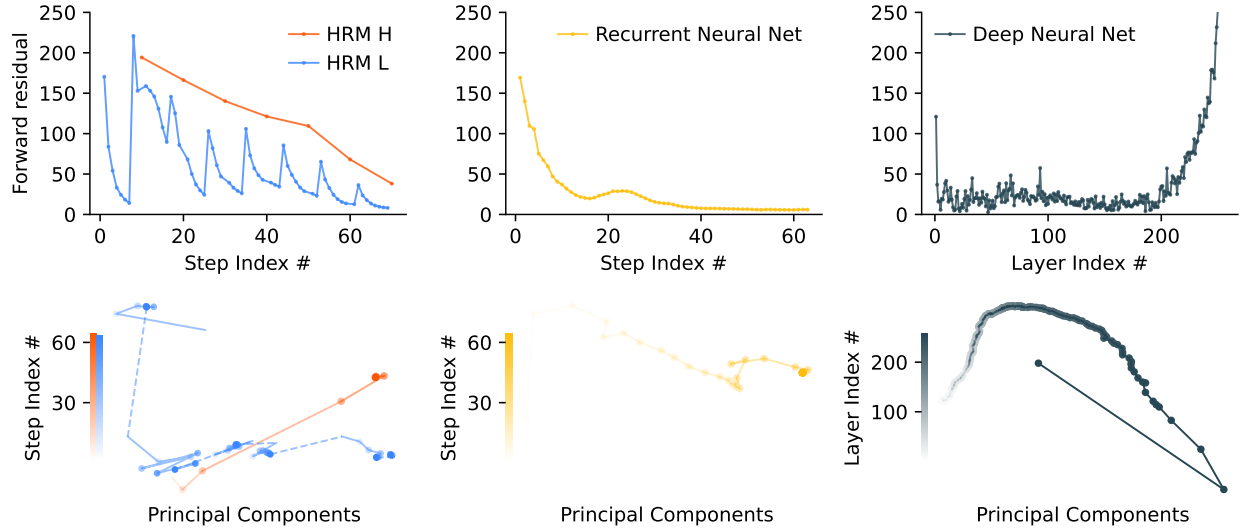 Forward residual
250
200
150
100
50
0
0
20
40
60
Step Index #
HRM H
HRM L
250
200
150
100
50
0
0
20
40
60
Step Index #
Recurrent Neural Net
250
200
150
100
50
0
0
100
200
Layer Index #
Deep Neural Net
Step Index #
60
30
Principal Components
Step Index #
60
30
Principal Components
Layer Index #
200
100
Principal Components